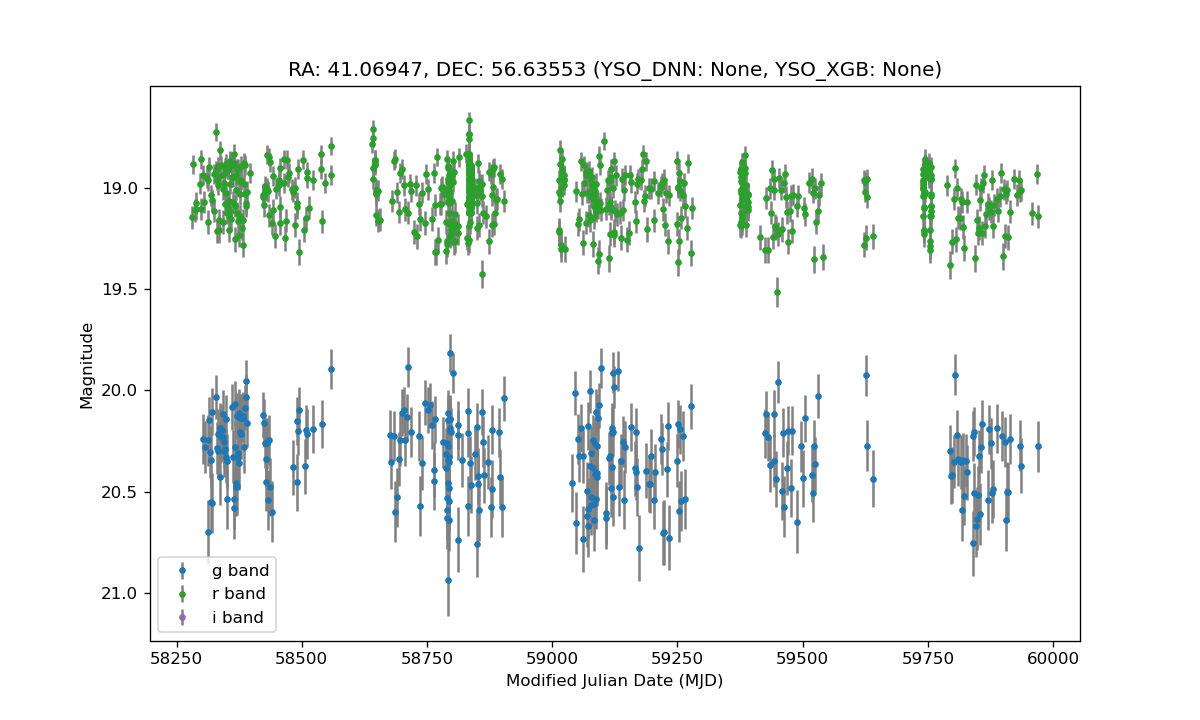 RA: 41.06947, DEC: 56.63553 (YSO_DNN: None, YSO_XGB: None)
Magnitude
19.0
19.5
20.0
20.5
21.0
g band
r band
i band
58250 58500 58750 59000 59250 59500 59750 60000
Modified Julian Date (MJD)